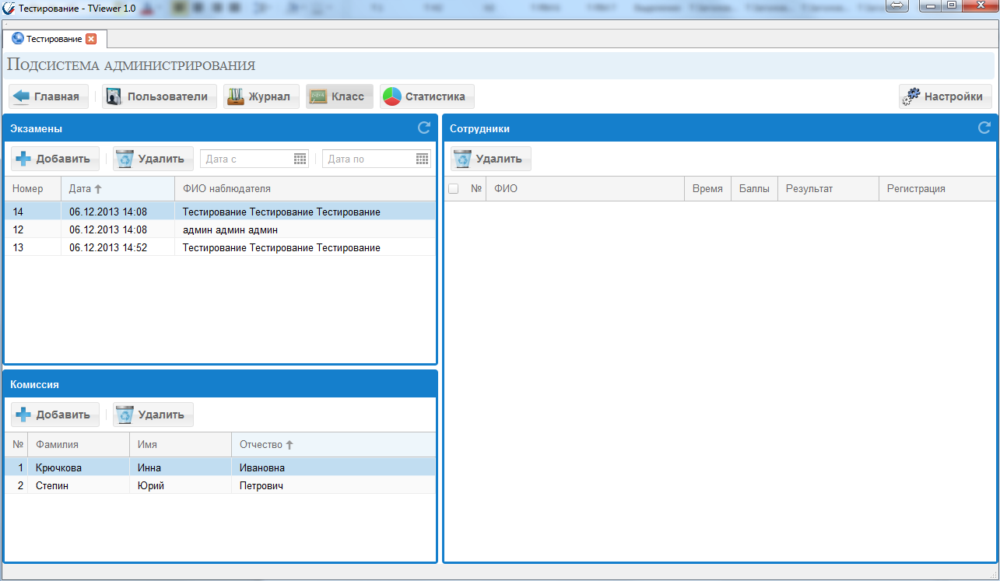 Тестирование - TViewer 1.0
Тестирование
Подсистема администрирования
Главная Пользователи Журнал Класс Статистика Настройки
Экзамены
Добавить Удалить Дата с Дата по
Номер Дата ФИО наблюдателя
14 06.12.2013 14:08 Тестирование Тестирование Тестирование
12 06.12.2013 14:08 админ админ админ
13 06.12.2013 14:52 Тестирование Тестирование Тестирование
Комиссия
Добавить Удалить
№ Фамилия Имя Отчество
1 Крючкова Инна Ивановна
2 Степин Юрий Петрович
Сотрудники
Удалить
№ ФИО Время Баллы Результат Регистрация